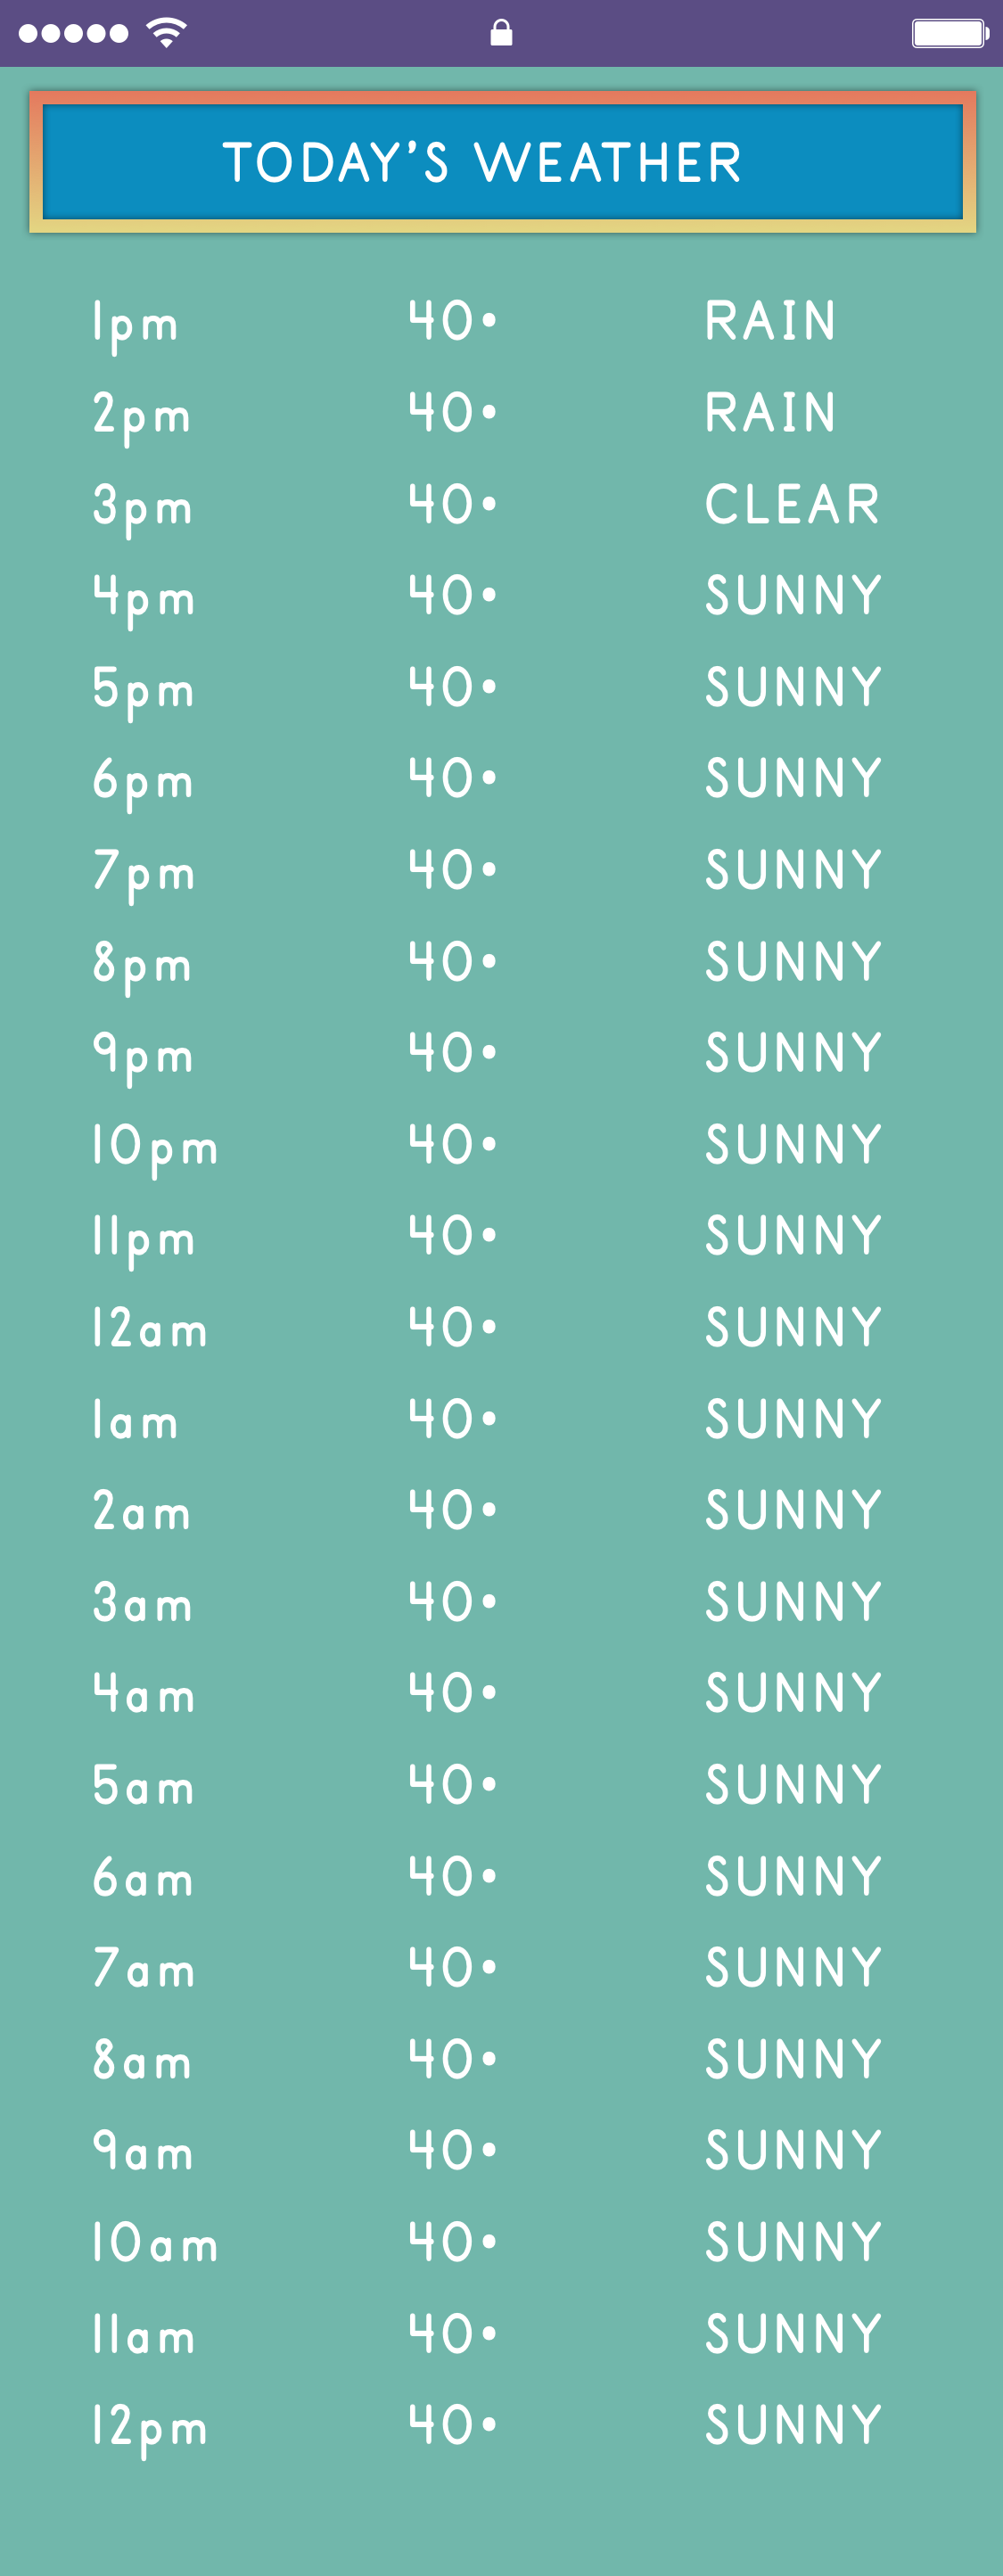 TODAY'S WEATHER
1pm 40• RAIN
2pm 40• RAIN
3pm 40• CLEAR
4pm 40• SUNNY
5pm 40• SUNNY
6pm 40• SUNNY
7pm 40• SUNNY
8pm 40• SUNNY
9pm 40• SUNNY
10pm 40• SUNNY
11pm 40• SUNNY
12am 40• SUNNY
1am 40• SUNNY
2am 40• SUNNY
3am 40• SUNNY
4am 40• SUNNY
5am 40• SUNNY
6am 40• SUNNY
7am 40• SUNNY
8am 40• SUNNY
9am 40• SUNNY
10am 40• SUNNY
11am 40• SUNNY
12pm 40• SUNNY